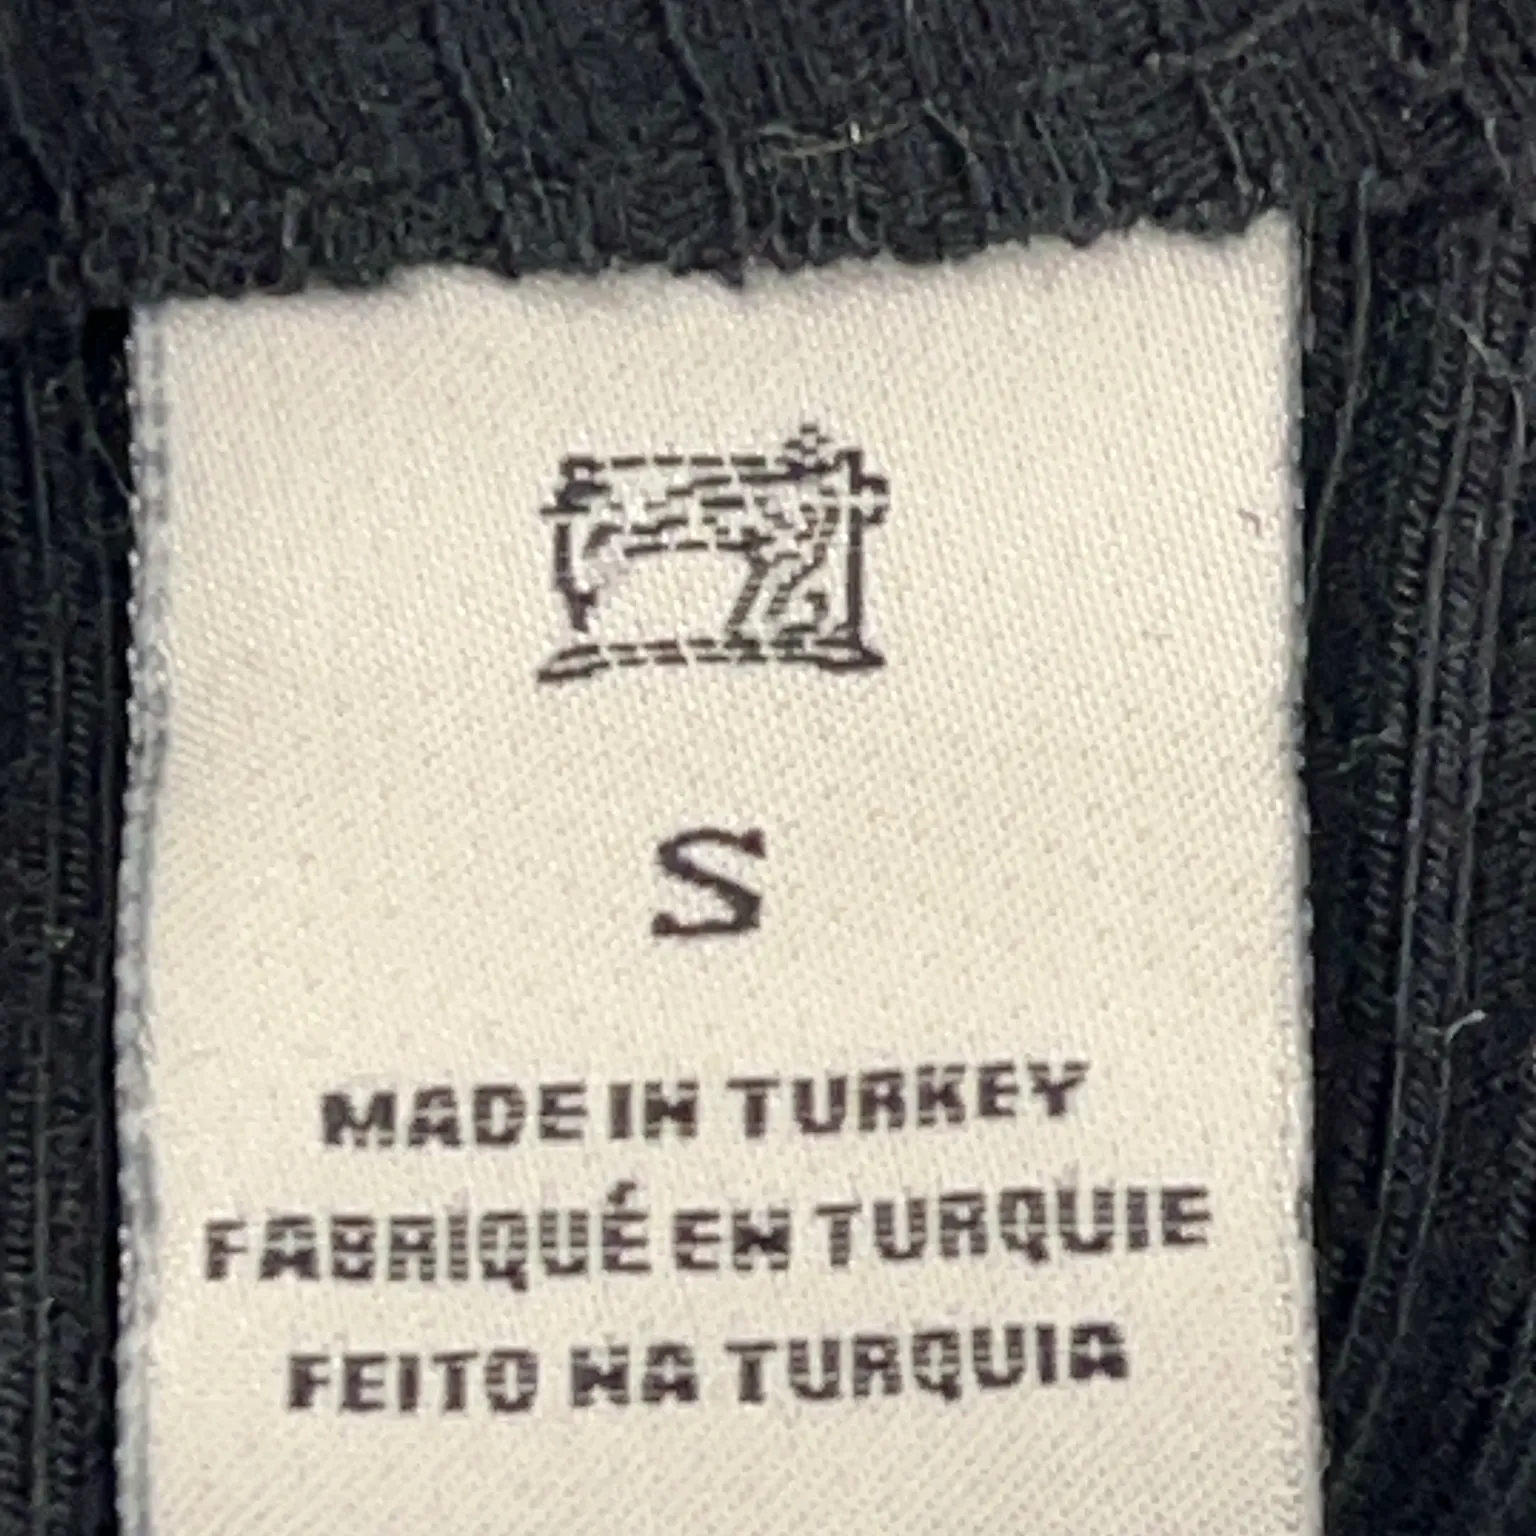 S
MADE IN TURKEY
FABRIQUÉ EN TURQUIE
FEITO NA TURQUIA